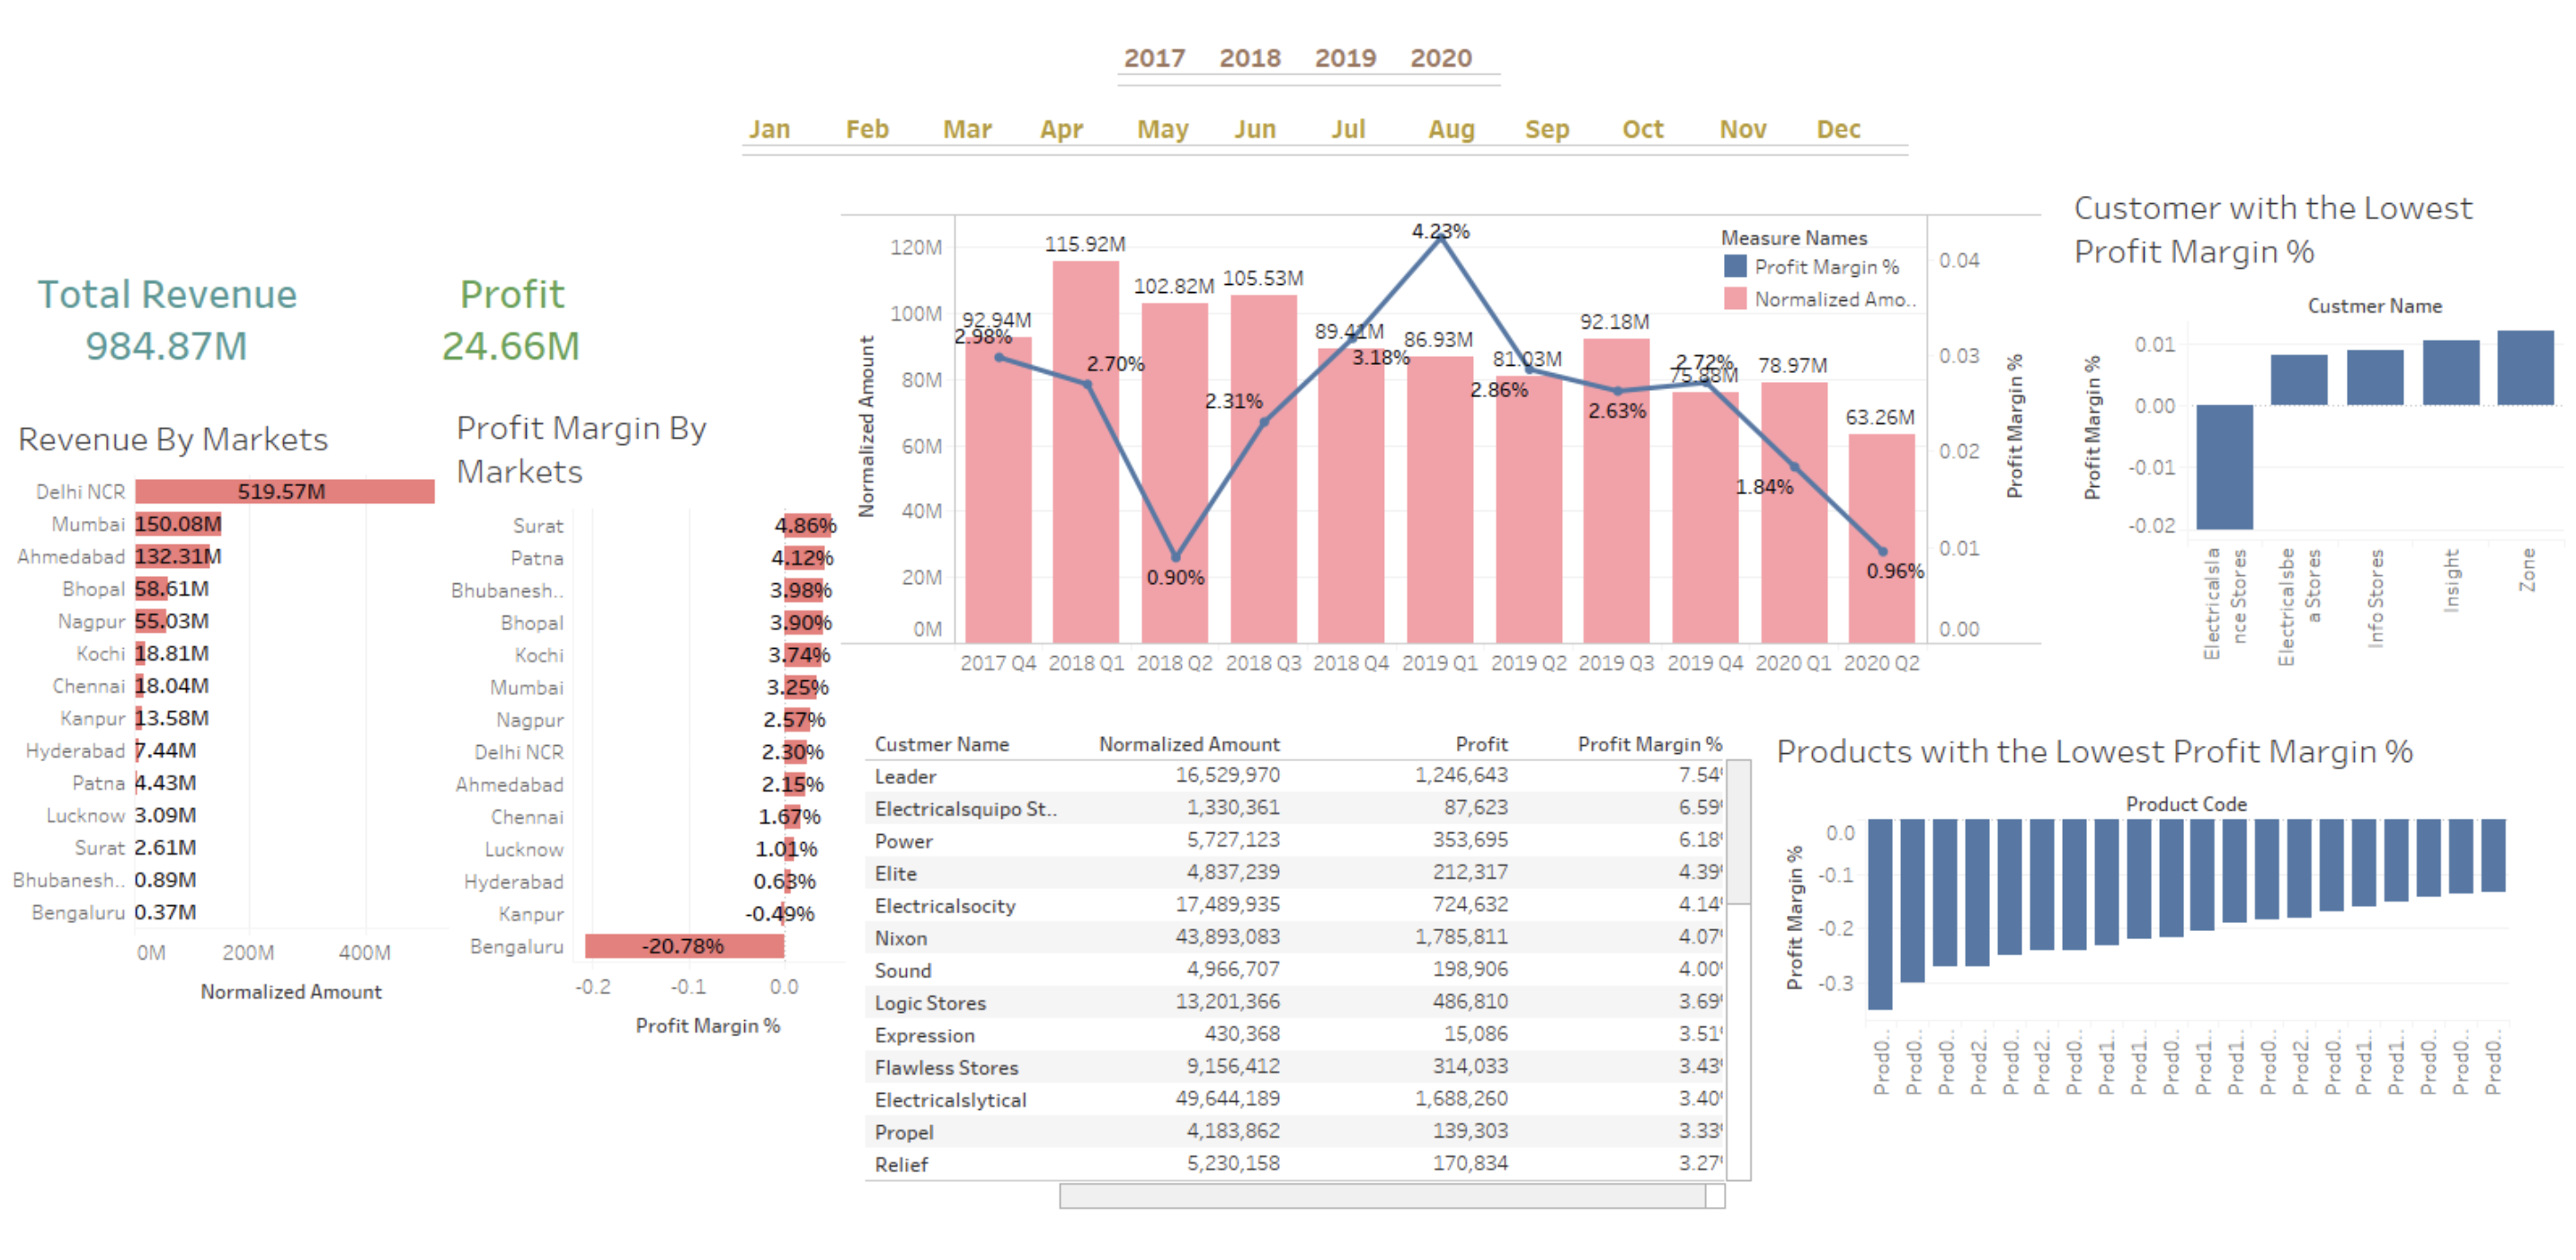 2017 2018 2019 2020
Jan Feb Mar Apr May Jun Jul Aug Sep Oct Nov Dec
Total Revenue
984.87M
Profit
24.66M
Revenue By Markets
Delhi NCR 519.57M
Mumbai 150.08M
Ahmedabad 132.31M
Bhopal 58.61M
Nagpur 55.03M
Kochi 18.81M
Chennai 18.04M
Kanpur 13.58M
Hyderabad 7.44M
Patna 4.43M
Lucknow 3.09M
Surat 2.61M
Bhubanesh.. 0.89M
Bengaluru 0.37M
0M 200M 400M
Normalized Amount
Profit Margin By
Markets
Surat 4.86%
Patna 4.12%
Bhubanesh.. 3.98%
Bhopal 3.90%
Kochi 3.74%
Mumbai 3.25%
Nagpur 2.57%
Delhi NCR 2.30%
Ahmedabad 2.15%
Chennai 1.67%
Lucknow 1.01%
Hyderabad 0.63%
Kanpur -0.49%
Bengaluru -20.78%
-0.2 -0.1 0.0
Profit Margin %
Normalized Amount
120M
100M
80M
60M
40M
20M
0M
92.94M 115.92M 102.82M 105.53M 89.41M 86.93M 81.03M 92.18M 75.88M 78.97M 63.26M
2.98% 2.70% 0.90% 2.31% 3.18% 4.23% 2.86% 2.63% 2.72% 1.84% 0.96%
2017 Q4 2018 Q1 2018 Q2 2018 Q3 2018 Q4 2019 Q1 2019 Q2 2019 Q3 2019 Q4 2020 Q1 2020 Q2
Measure Names
Profit Margin %
Normalized Amo..
0.04
0.03
0.02
0.01
0.00
Profit Margin %
Customer with the Lowest
Profit Margin %
Custmer Name
Profit Margin %
0.01
0.00
-0.01
-0.02
Electricalsla
nce Stores
Electricalsbe
a Stores
Info Stores
Insight
Zone
Custmer Name Normalized Amount Profit Profit Margin %
Leader 16,529,970 1,246,643 7.54
Electricalsquipo St.. 1,330,361 87,623 6.59
Power 5,727,123 353,695 6.18
Elite 4,837,239 212,317 4.39
Electricalsocity 17,489,935 724,632 4.14
Nixon 43,893,083 1,785,811 4.07
Sound 4,966,707 198,906 4.00
Logic Stores 13,201,366 486,810 3.69
Expression 430,368 15,086 3.51
Flawless Stores 9,156,412 314,033 3.43
Electricalslytical 49,644,189 1,688,260 3.40
Propel 4,183,862 139,303 3.33
Relief 5,230,158 170,834 3.27
Products with the Lowest Profit Margin %
Product Code
Profit Margin %
0.0
-0.1
-0.2
-0.3
Prod0.. Prod0.. Prod0.. Prod2.. Prod0.. Prod2.. Prod0.. Prod1.. Prod1.. Prod0.. Prod1.. Prod1.. Prod0.. Prod2.. Prod0.. Prod1.. Prod1.. Prod0.. Prod0.. Prod0..